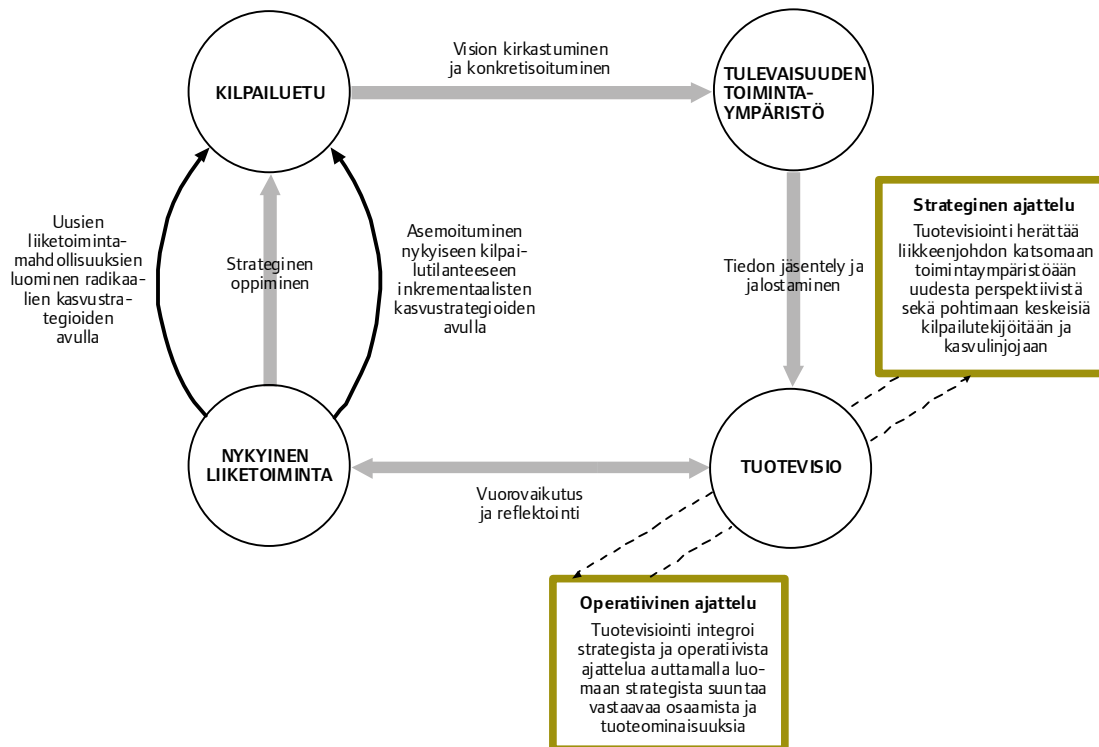 Vision kirkastuminen
ja konkretisoituminen
KILPAILUETU
TULEVAISUUDEN
TOIMINTA-
YMPÄRISTÖ
Uusien
liiketoiminta-
mahdollisuuksien
luominen radikaa-
lien kasvustra-
tegioiden
avulla
Strateginen
oppiminen
Asemoituminen
nykyiseen kilpai-
lutilanteeseen
inkrementaalisten
kasvustrategioiden
avulla
Tiedon jäsentely ja
jalostaminen
Strateginen ajattelu
Tuotevisiointi herättää
liikkeenjohdon katsomaan
toimintaympäristöään
uudesta perspektiivistä
sekä pohtimaan keskeisiä
kilpailutekijöitään ja
kasvulinjojaan
NYKYINEN
LIIKETOIMINTA
Vuorovaikutus
ja reflektointi
TUOTEVISIO
Operatiivinen ajattelu
Tuotevisiointi integroi
strategista ja operatiivista
ajattelua auttamalla luo-
maan strategista suuntaa
vastaavaa osaamista ja
tuoteominaisuuksia